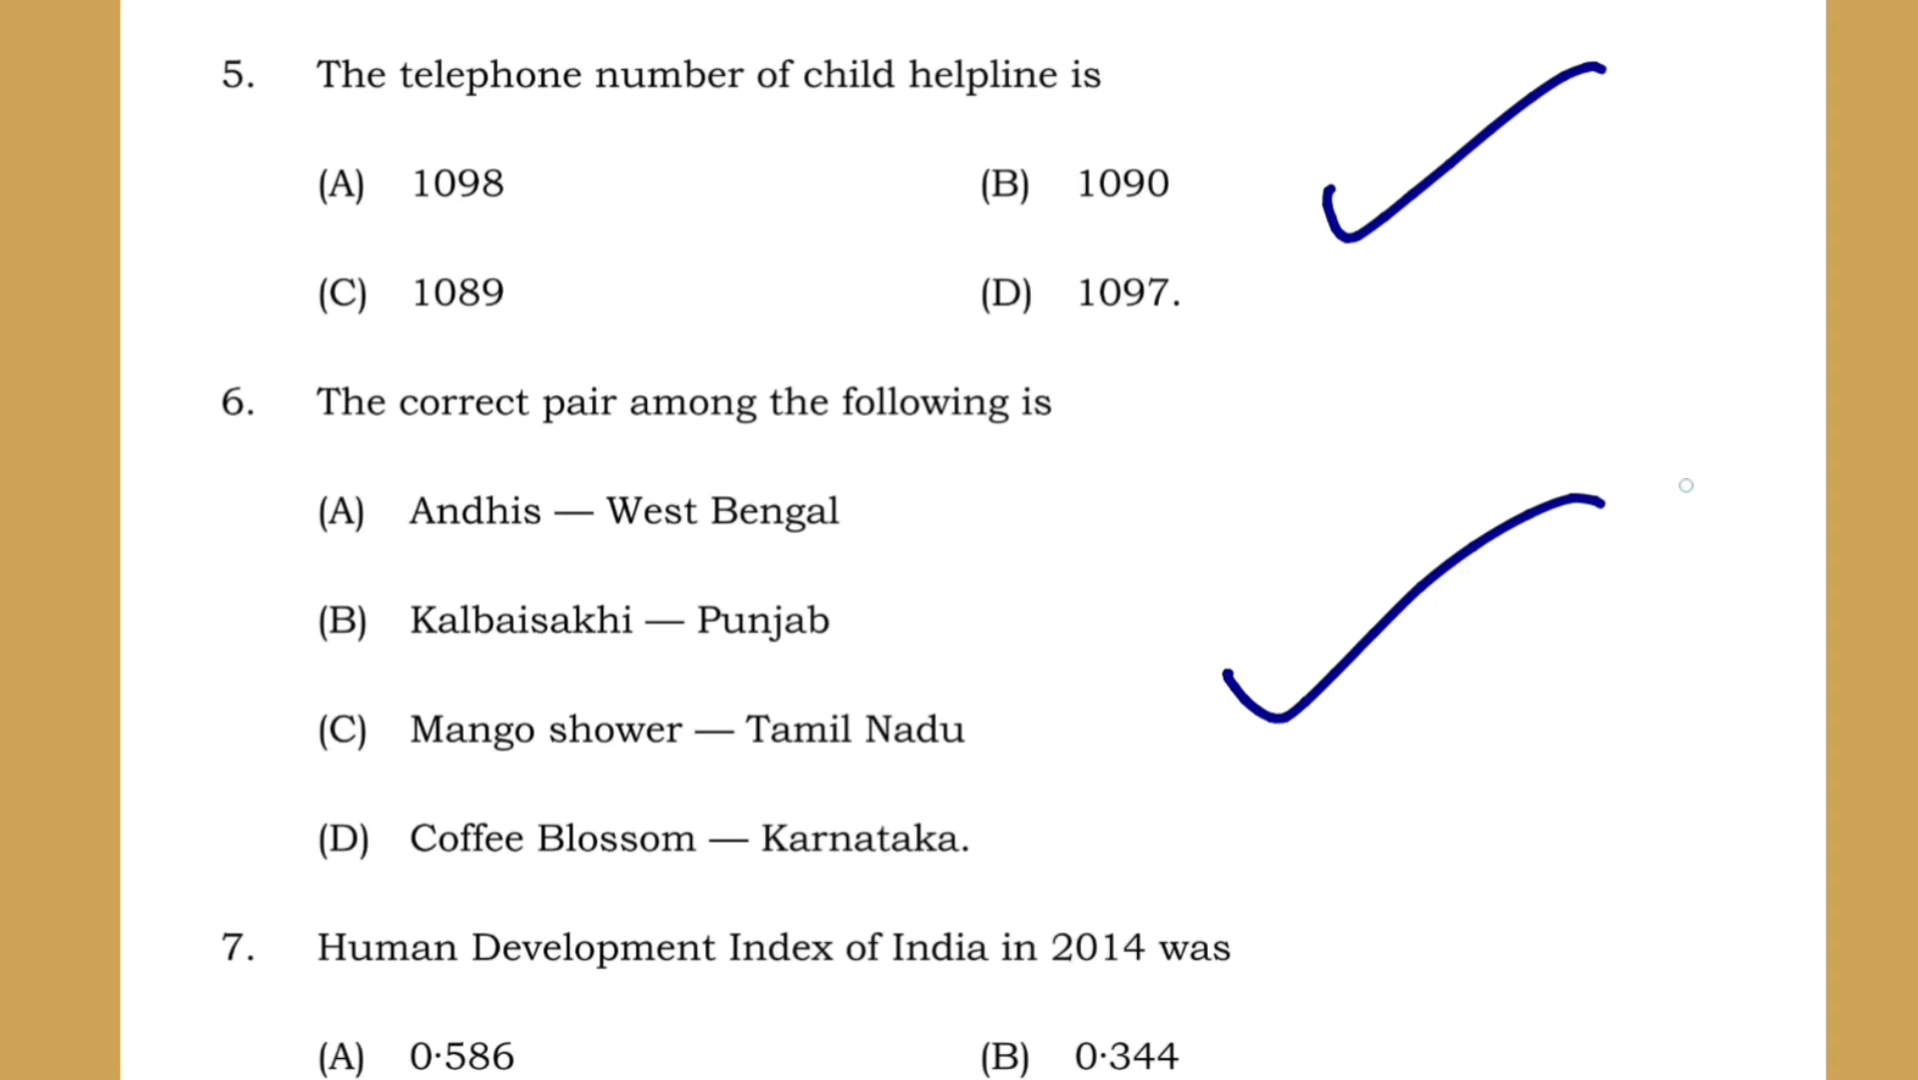 5. The telephone number of child helpline is
(A) 1098 (B) 1090
(C) 1089 (D) 1097.
6. The correct pair among the following is
(A) Andhis — West Bengal
(B) Kalbaisakhi — Punjab
(C) Mango shower — Tamil Nadu
(D) Coffee Blossom — Karnataka.
7. Human Development Index of India in 2014 was
(A) 0·586 (B) 0·344